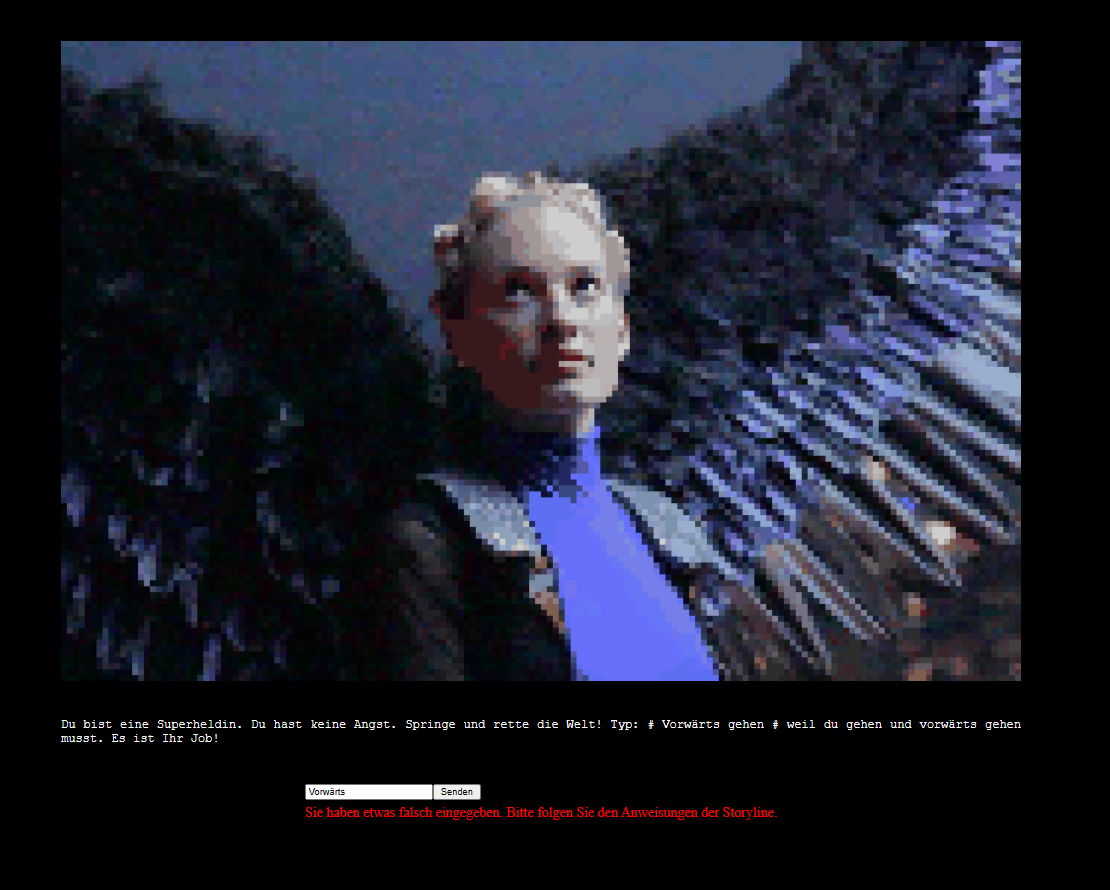 Du bist eine Superheldin. Du hast keine Angst. Springe und rette die Welt! Typ: # Vorwärts gehen # weil du gehen und vorwärts gehen
musst. Es ist Ihr Job!
Vorwärts Senden
Sie haben etwas falsch eingegeben. Bitte folgen Sie den Anweisungen der Storyline.